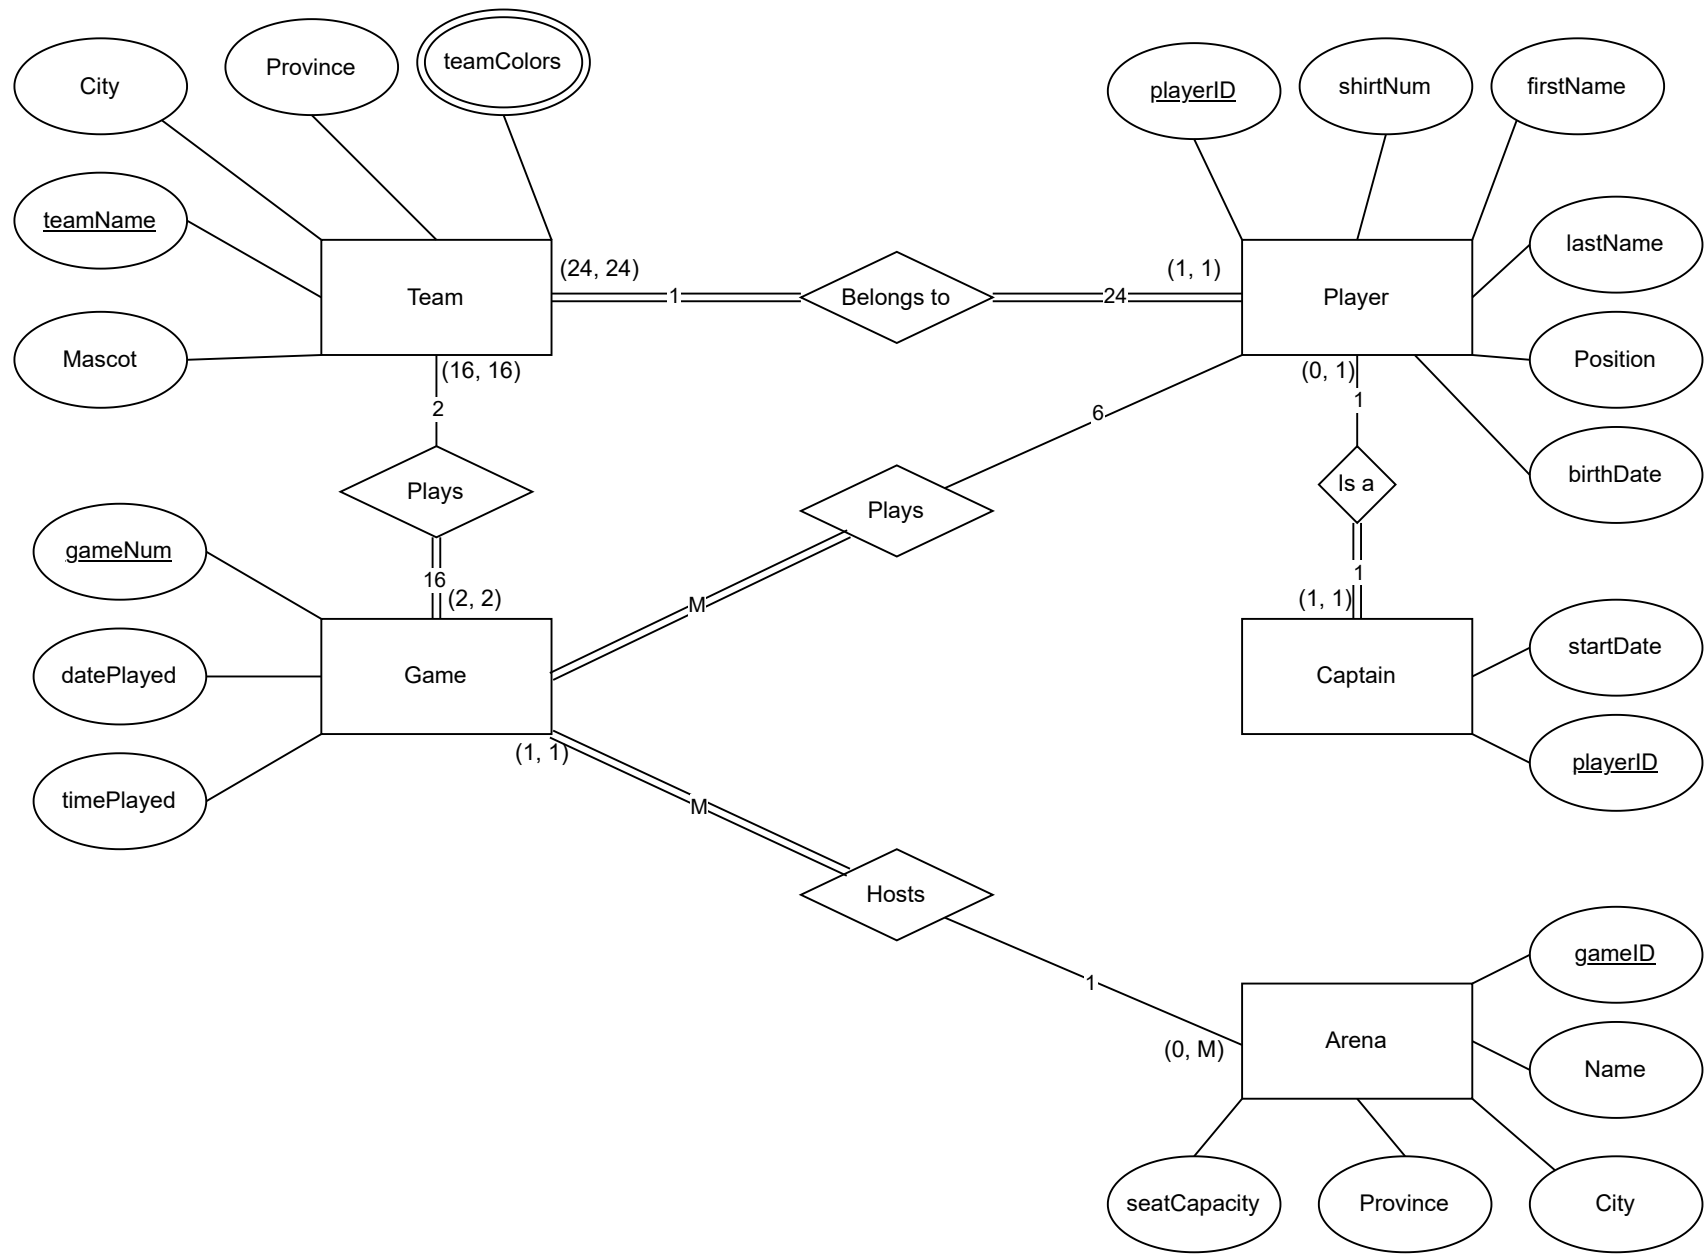 teamColors
Province
City
playerID
shirtNum
firstName
teamName
lastName
(24, 24)
(1, 1)
Team
1
Belongs to
24
Player
Mascot
Position
(16, 16)
(0, 1)
2
6
1
birthDate
Plays
Is a
Plays
gameNum
16
1
(2, 2)
M
(1, 1)
startDate
datePlayed
Game
Captain
(1, 1)
playerID
timePlayed
M
Hosts
gameID
1
(0, M)
Arena
Name
seatCapacity
Province
City